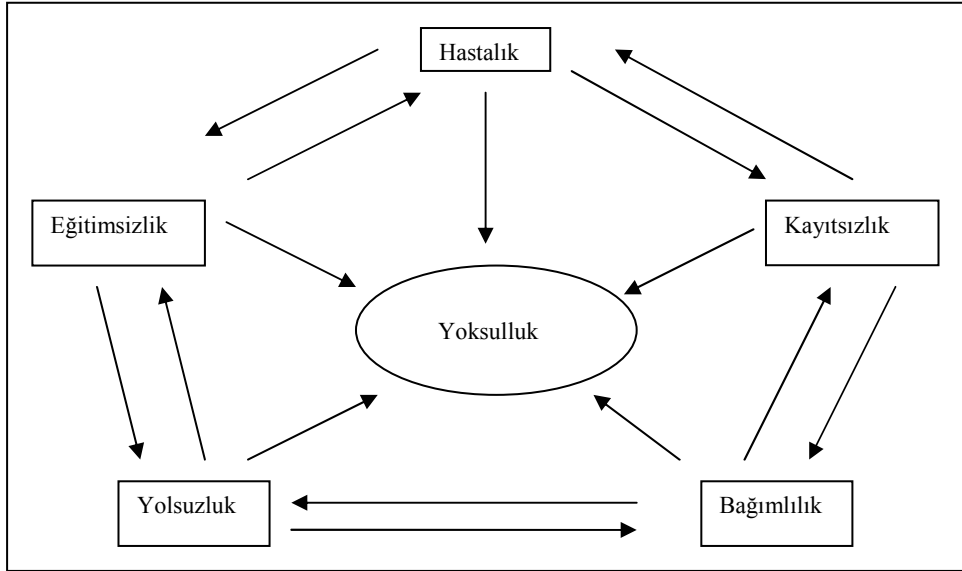 Hastalık
Eğitimsizlik
Kayıtsızlık
Yoksulluk
Yolsuzluk
Bağımlılık